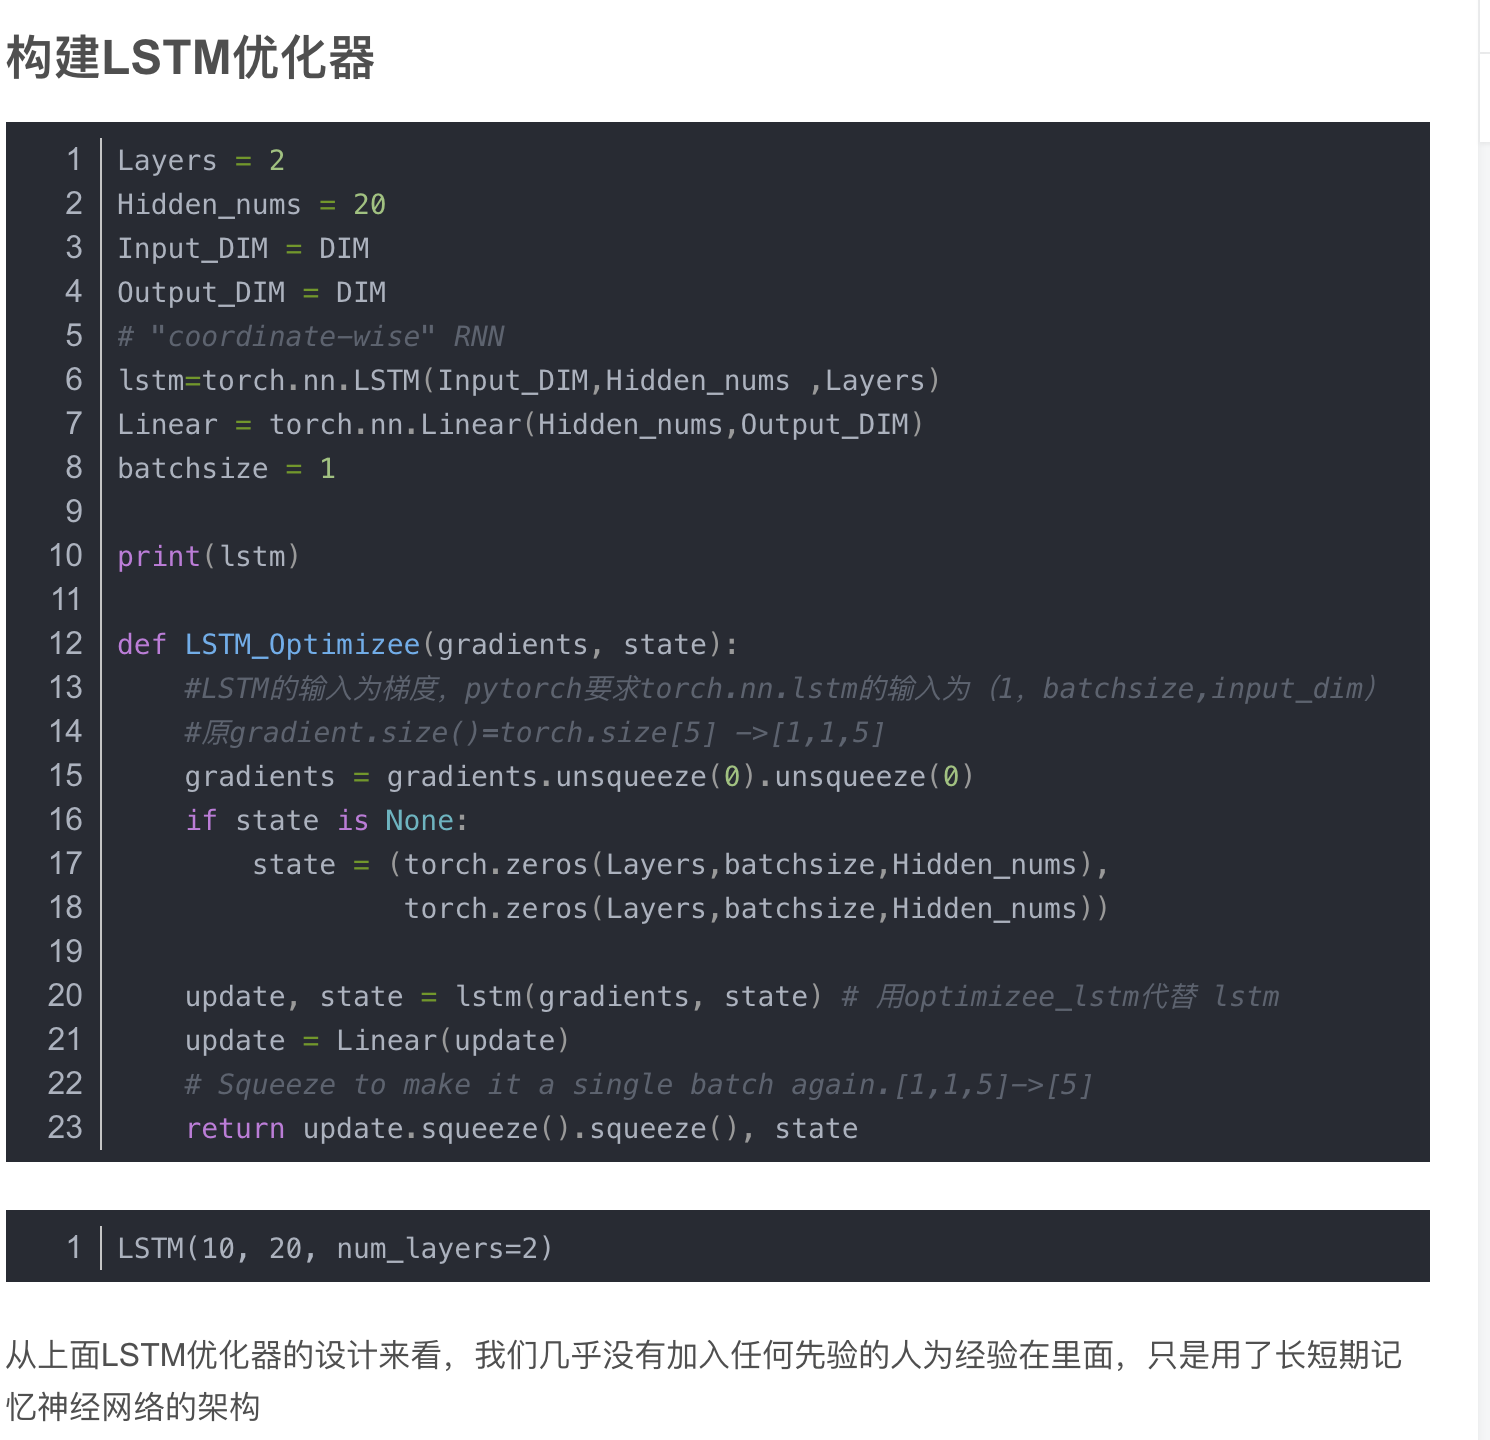 构建LSTM优化器
1 Layers = 2
2 Hidden_nums = 20
3 Input_DIM = DIM
4 Output_DIM = DIM
5 # "coordinate-wise" RNN
6 lstm=torch.nn.LSTM(Input_DIM,Hidden_nums ,Layers)
7 Linear = torch.nn.Linear(Hidden_nums,Output_DIM)
8 batchsize = 1
9
10 print(lstm)
11
12 def LSTM_Optimizee(gradients, state):
13     #LSTM的输入为梯度，pytorch要求torch.nn.lstm的输入为（1，batchsize,input_dim）
14     #原gradient.size()=torch.size[5] ->[1,1,5]
15     gradients = gradients.unsqueeze(0).unsqueeze(0)
16     if state is None:
17         state = (torch.zeros(Layers,batchsize,Hidden_nums),
18                  torch.zeros(Layers,batchsize,Hidden_nums))
19
20     update, state = lstm(gradients, state) # 用optimizee_lstm代替 lstm
21     update = Linear(update)
22     # Squeeze to make it a single batch again.[1,1,5]->[5]
23     return update.squeeze().squeeze(), state
1 LSTM(10, 20, num_layers=2)
从上面LSTM优化器的设计来看，我们几乎没有加入任何先验的人为经验在里面，只是用了长短期记
忆神经网络的架构